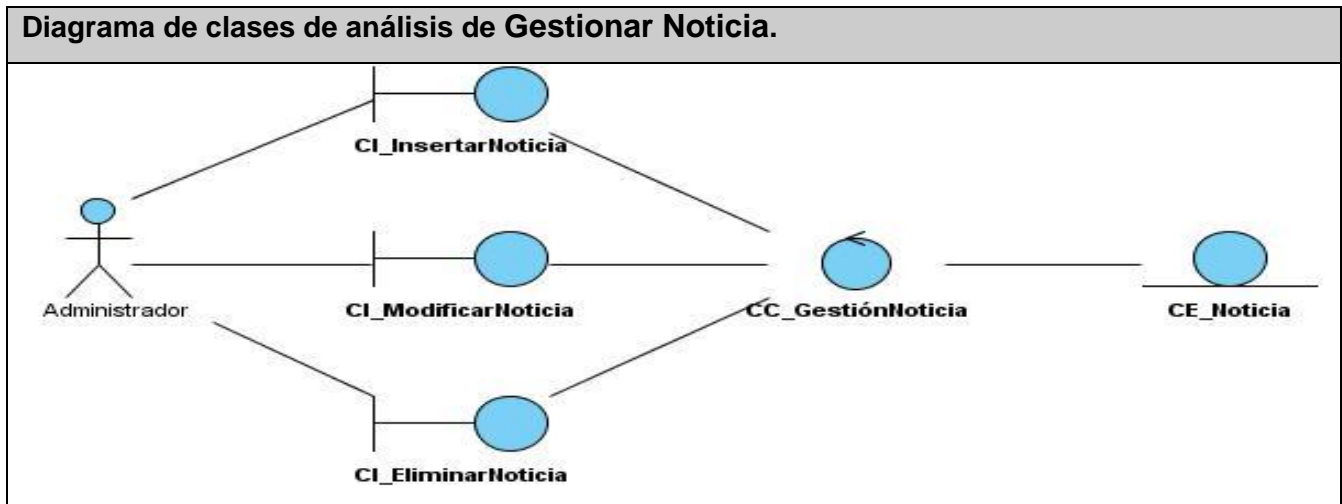 Diagrama de clases de análisis de Gestionar Noticia.
CI_InsertarNoticia
Administrador
CI_ModificarNoticia
CC_GestiónNoticia
CE_Noticia
CI_EliminarNoticia